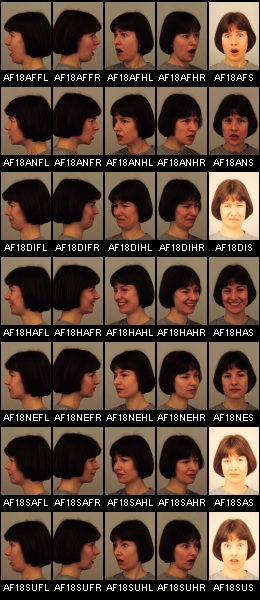 AF18AFFL AF18AFFR AF18AFHL AF18AFHR AF18AFS
AF18ANFL AF18ANFR AF18ANHL AF18ANHR AF18ANS
AF18DIFL AF18DIFR AF18DIHL AF18DIHR AF18DIS
AF18HAFL AF18HAFR AF18HAHL AF18HAHR AF18HAS
AF18NEFL AF18NEFR AF18NEHL AF18NEHR AF18NES
AF18SAFL AF18SAFR AF18SAHL AF18SAHR AF18SAS
AF18SUFL AF18SUFR AF18SUHL AF18SUHR AF18SUS